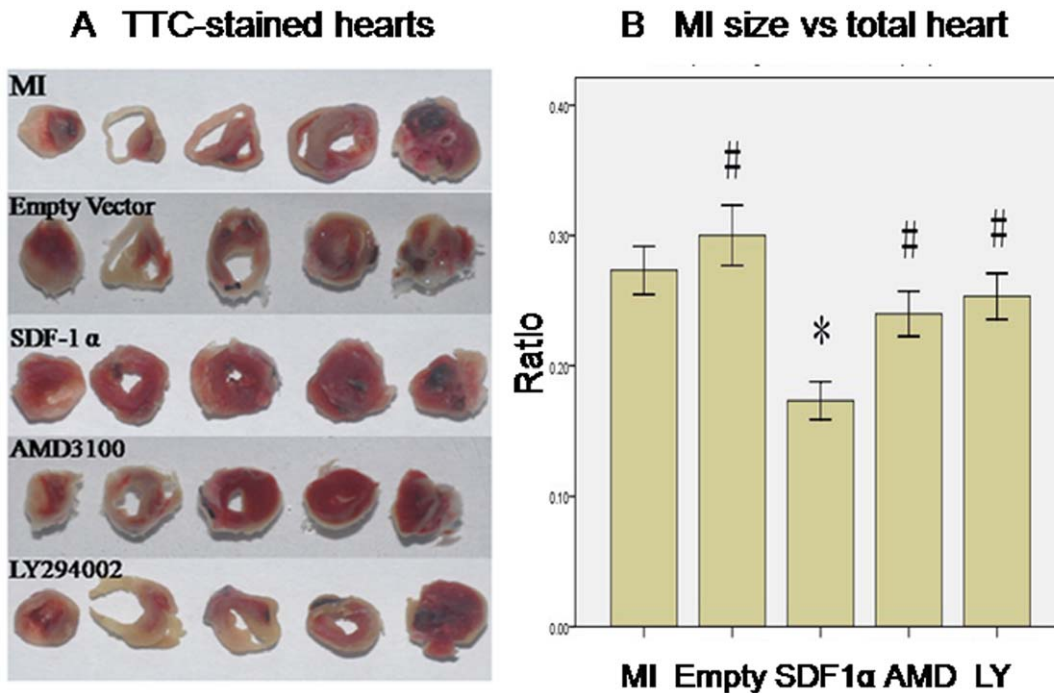 A TTC-stained hearts
MI
Empty Vector
SDF-1 α
AMD3100
LY294002
B MI size vs total heart
Ratio
0.40
0.30
0.20
0.10
0.00
#
*
#
#
MI Empty SDF1α AMD LY